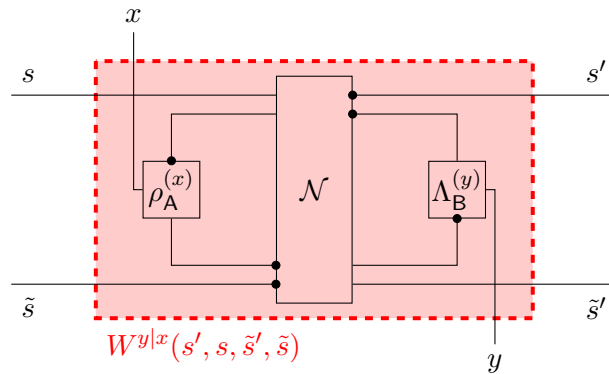 x
s s′
ρ_A^(x) 𝒩 Λ_B^(y)
s̃ s̃′
W^{y|x}(s′, s, s̃′, s̃)
y